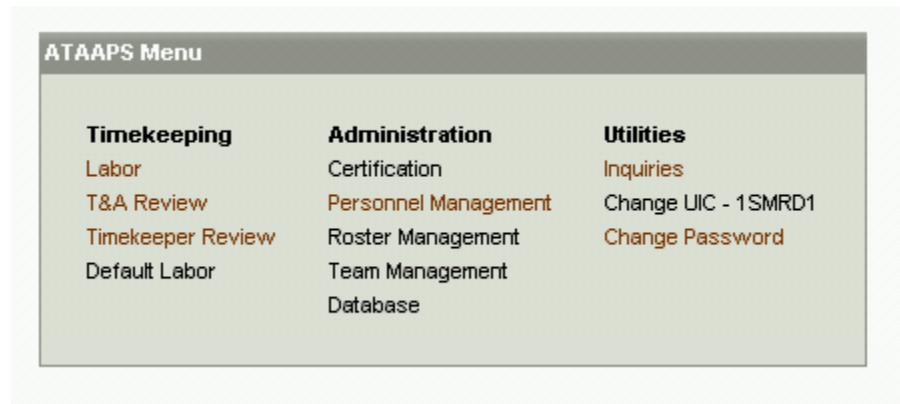 ATAAPS Menu
Timekeeping Administration Utilities
Labor Certification Inquiries
T&A Review Personnel Management Change UIC - 1SMRD1
Timekeeper Review Roster Management Change Password
Default Labor Team Management
Database